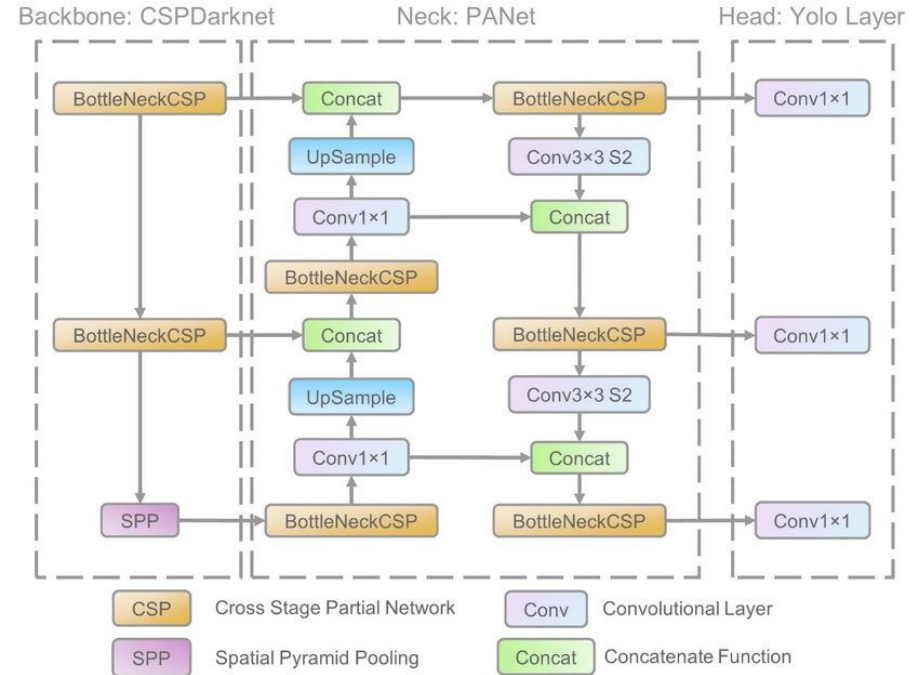 Backbone: CSPDarknet
Neck: PANet
Head: Yolo Layer
BottleNeckCSP
Concat
BottleNeckCSP
Conv1×1
UpSample
Conv3×3 S2
Conv1×1
Concat
BottleNeckCSP
BottleNeckCSP
Concat
BottleNeckCSP
Conv1×1
UpSample
Conv3×3 S2
Conv1×1
Concat
SPP
BottleNeckCSP
BottleNeckCSP
Conv1×1
CSP
Cross Stage Partial Network
Conv
Convolutional Layer
SPP
Spatial Pyramid Pooling
Concat
Concatenate Function